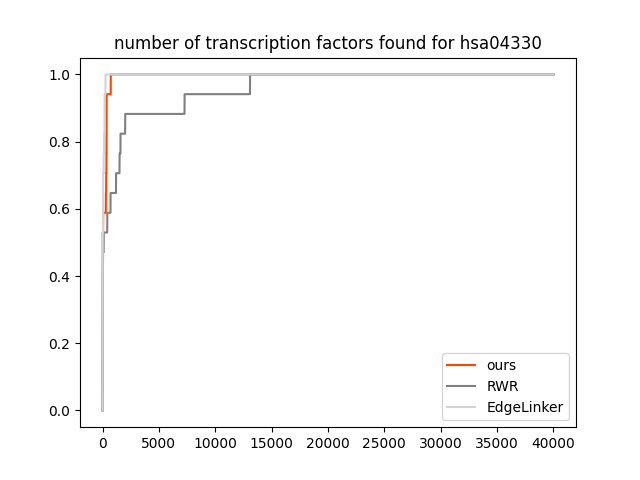 number of transcription factors found for hsa04330
1.0
0.8
0.6
0.4
0.2
0.0
ours
RWR
EdgeLinker
0 5000 10000 15000 20000 25000 30000 35000 40000